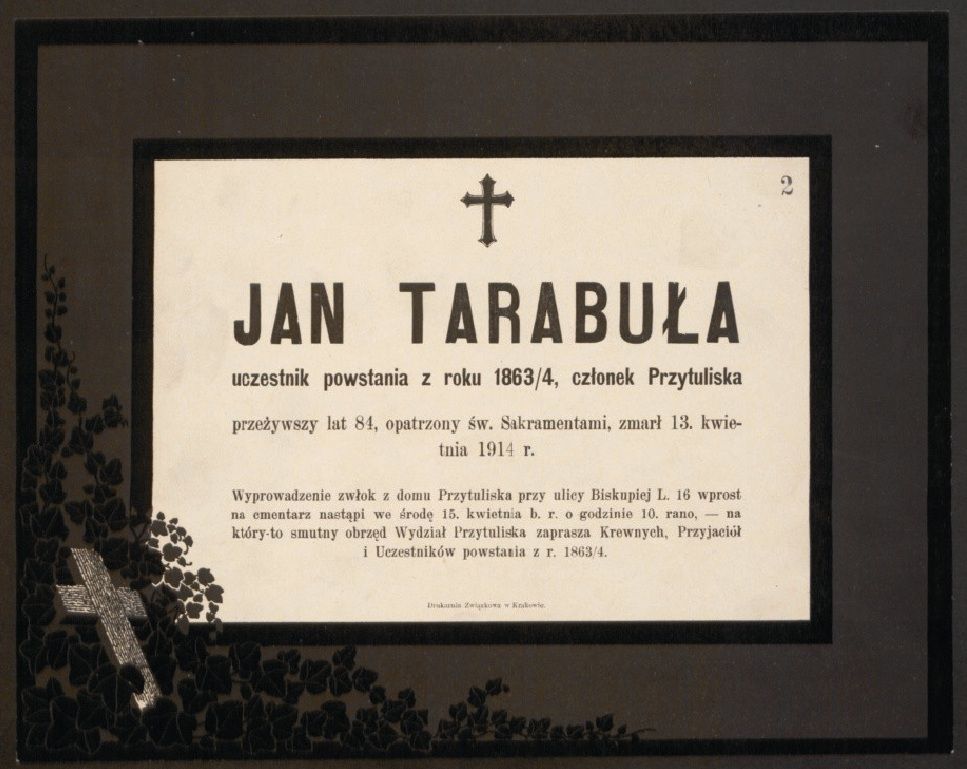 2
JAN TARABUŁA
uczestnik powstania z roku 1863/4, członek Przytuliska
przeżywszy lat 84, opatrzony św. Sakramentami, zmarł 13. kwie-
tnia 1914 r.
Wyprowadzenie zwłok z domu Przytuliska przy ulicy Biskupiej L. 16 wprost
na cmentarz nastąpi we środę 15. kwietnia b. r. o godzinie 10. rano, — na
który-to smutny obrzęd Wydział Przytuliska zaprasza Krewnych, Przyjaciół
i Uczestników powstania z r. 1863/4.
Drukarnia Związkowa w Krakowie.